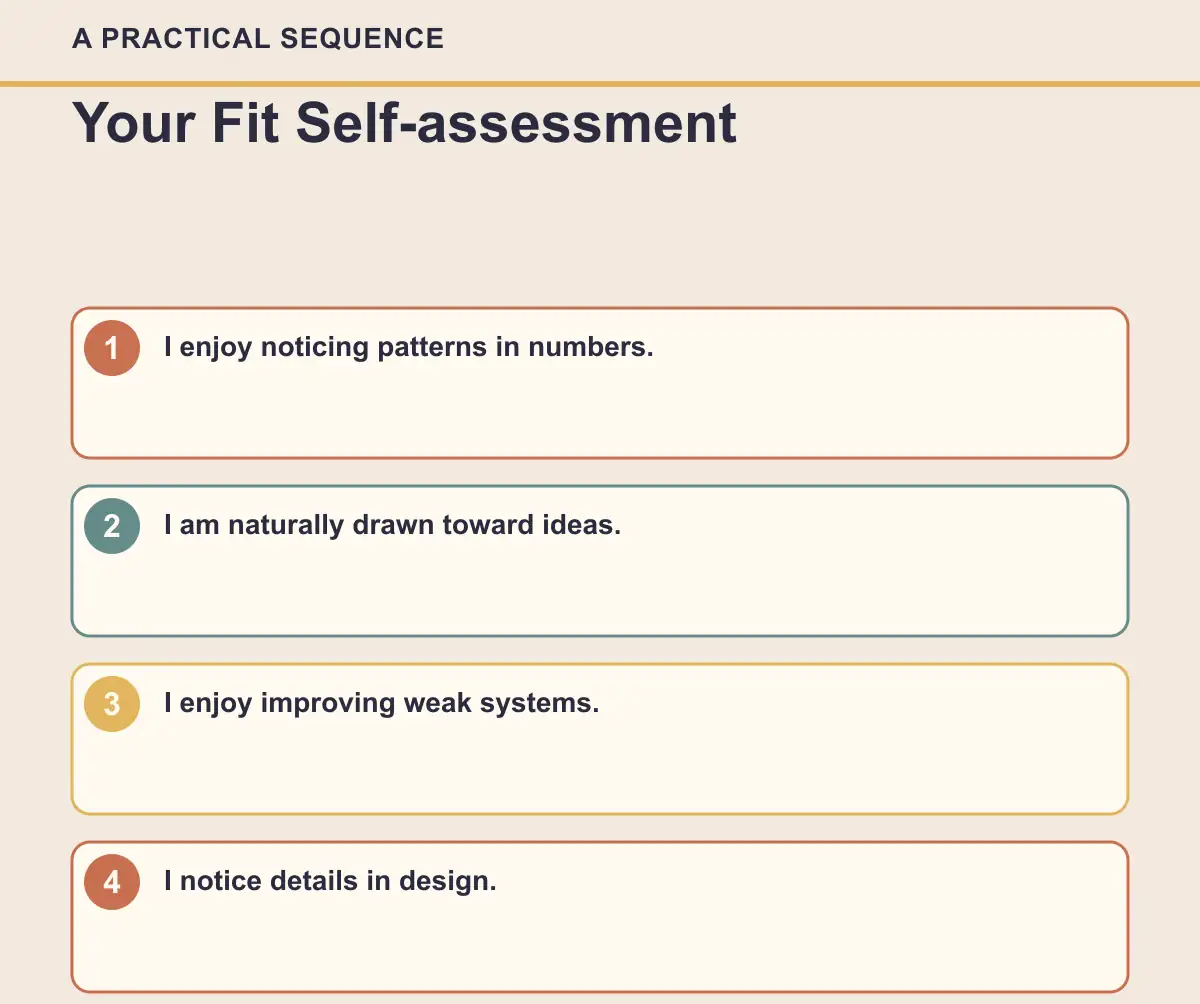 A PRACTICAL SEQUENCE
Your Fit Self-assessment
1 I enjoy noticing patterns in numbers.
2 I am naturally drawn toward ideas.
3 I enjoy improving weak systems.
4 I notice details in design.